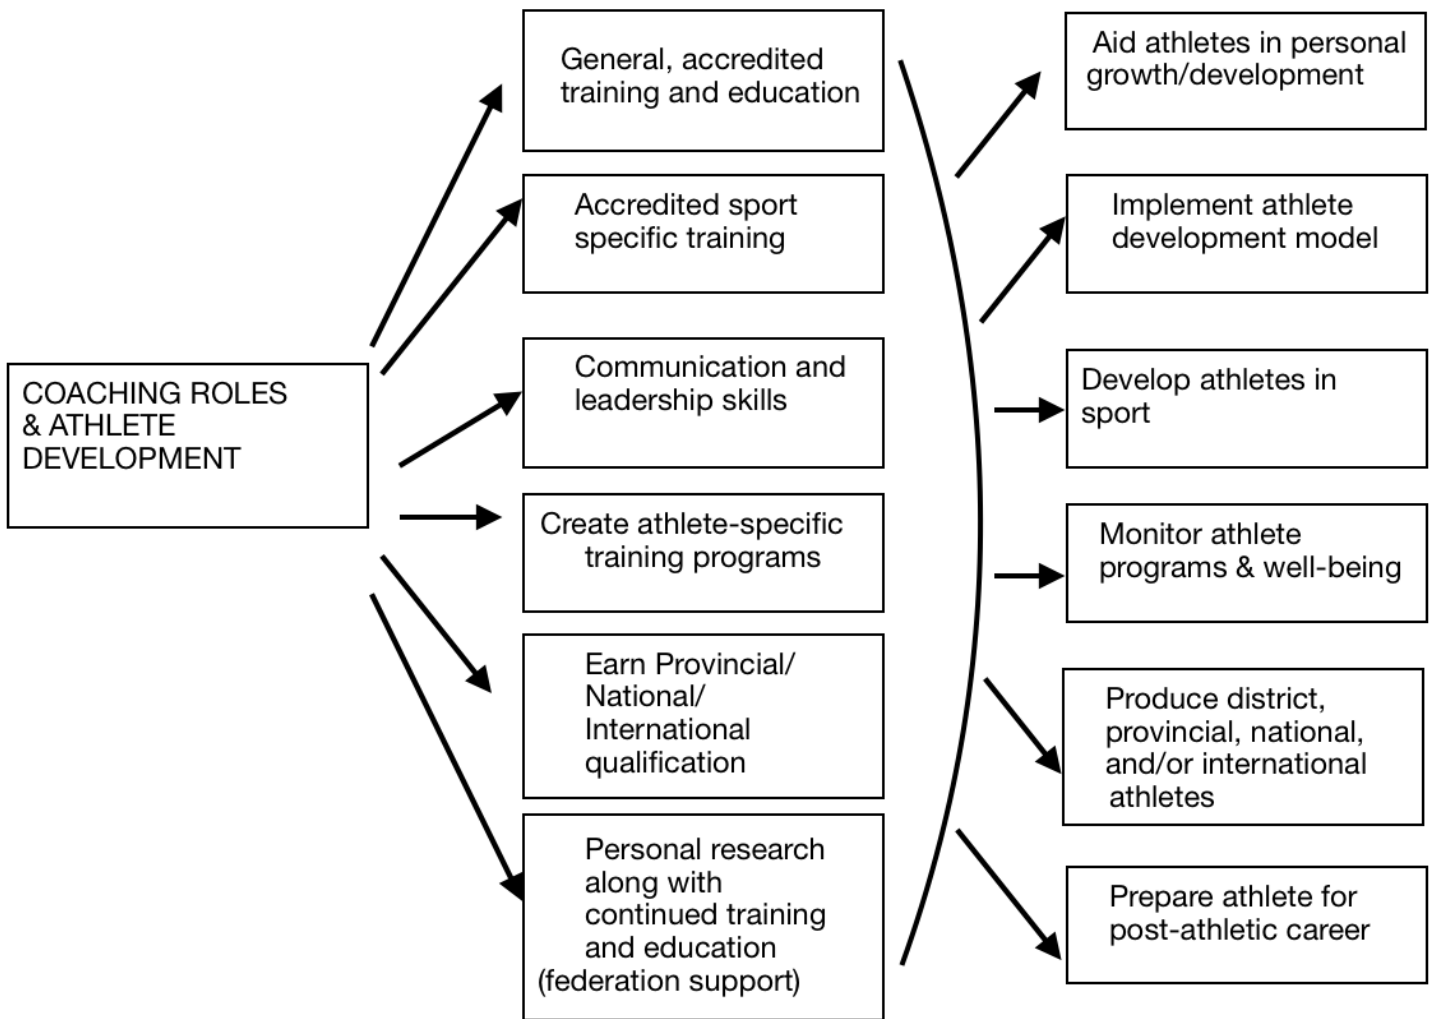 COACHING ROLES
& ATHLETE
DEVELOPMENT
General, accredited
training and education
Accredited sport
specific training
Communication and
leadership skills
Create athlete-specific
training programs
Earn Provincial/
National/
International
qualification
Personal research
along with
continued training
and education
(federation support)
Aid athletes in personal
growth/development
Implement athlete
development model
Develop athletes in
sport
Monitor athlete
programs & well-being
Produce district,
provincial, national,
and/or international
athletes
Prepare athlete for
post-athletic career